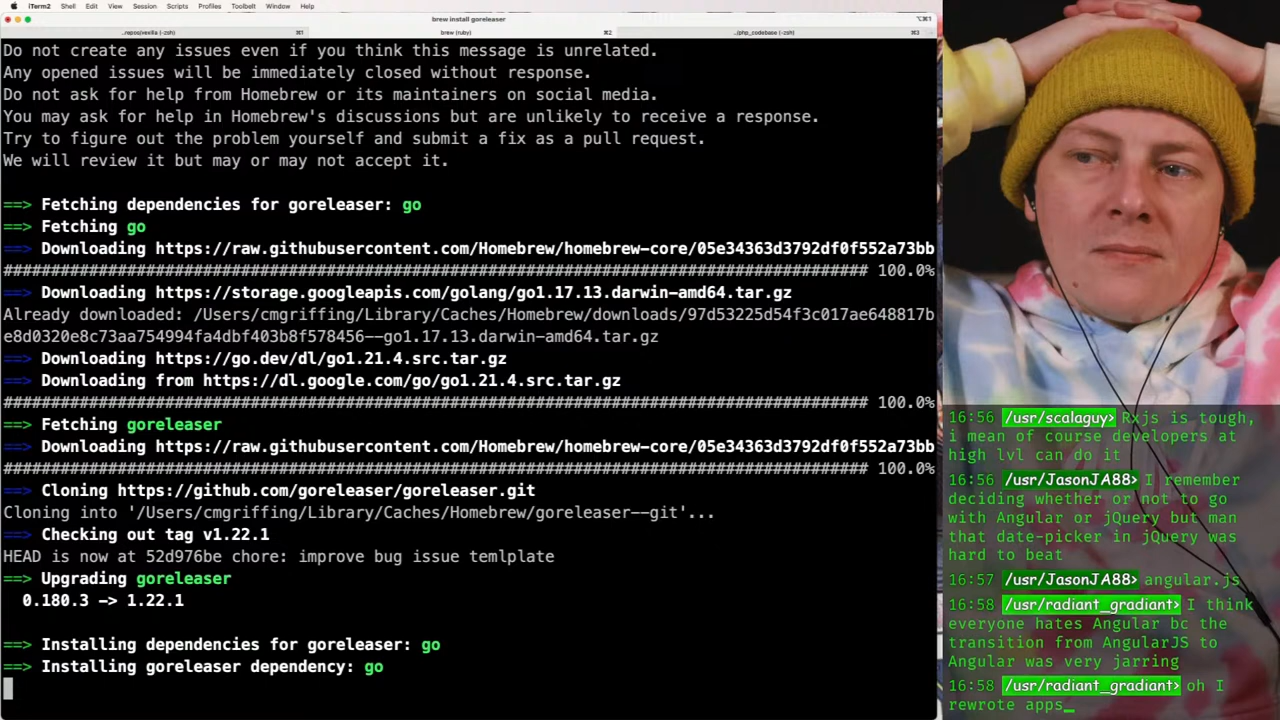 iTerm2 Shell Edit View Session Scripts Profiles Toolbelt Window Help
brew install goreleaser
⌥⌘1
..repos/vexilla (-zsh) ⌘1 brew (ruby) ⌘2 ../php_codebase (-zsh) ⌘3
Do not create any issues even if you think this message is unrelated.
Any opened issues will be immediately closed without response.
Do not ask for help from Homebrew or its maintainers on social media.
You may ask for help in Homebrew's discussions but are unlikely to receive a response.
Try to figure out the problem yourself and submit a fix as a pull request.
We will review it but may or may not accept it.
==> Fetching dependencies for goreleaser: go
==> Fetching go
==> Downloading https://raw.githubusercontent.com/Homebrew/homebrew-core/05e34363d3792df0f552a73bb
######################################################################################### 100.0%
==> Downloading https://storage.googleapis.com/golang/go1.17.13.darwin-amd64.tar.gz
Already downloaded: /Users/cmgriffing/Library/Caches/Homebrew/downloads/97d53225d54f3c017ae648817b
e8d0320e8c73aa754994fa4dbf403b8f578456--go1.17.13.darwin-amd64.tar.gz
==> Downloading https://go.dev/dl/go1.21.4.src.tar.gz
==> Downloading from https://dl.google.com/go/go1.21.4.src.tar.gz
######################################################################################### 100.0%
==> Fetching goreleaser
==> Downloading https://raw.githubusercontent.com/Homebrew/homebrew-core/05e34363d3792df0f552a73bb
######################################################################################### 100.0%
==> Cloning https://github.com/goreleaser/goreleaser.git
Cloning into '/Users/cmgriffing/Library/Caches/Homebrew/goreleaser--git'...
==> Checking out tag v1.22.1
HEAD is now at 52d976be chore: improve bug issue temlplate
==> Upgrading goreleaser
0.180.3 -> 1.22.1
==> Installing dependencies for goreleaser: go
==> Installing goreleaser dependency: go
16:56 /usr/scalaguy> Rxjs is tough,
i mean of course developers at
high lvl can do it
16:56 /usr/JasonJA88> I remember
deciding whether or not to go
with Angular or jQuery but man
that date-picker in jQuery was
hard to beat
16:57 /usr/JasonJA88> angular.js
16:58 /usr/radiant_gradiant> I think
everyone hates Angular bc the
transition from AngularJS to
Angular was very jarring
16:58 /usr/radiant_gradiant> oh I
rewrote apps_